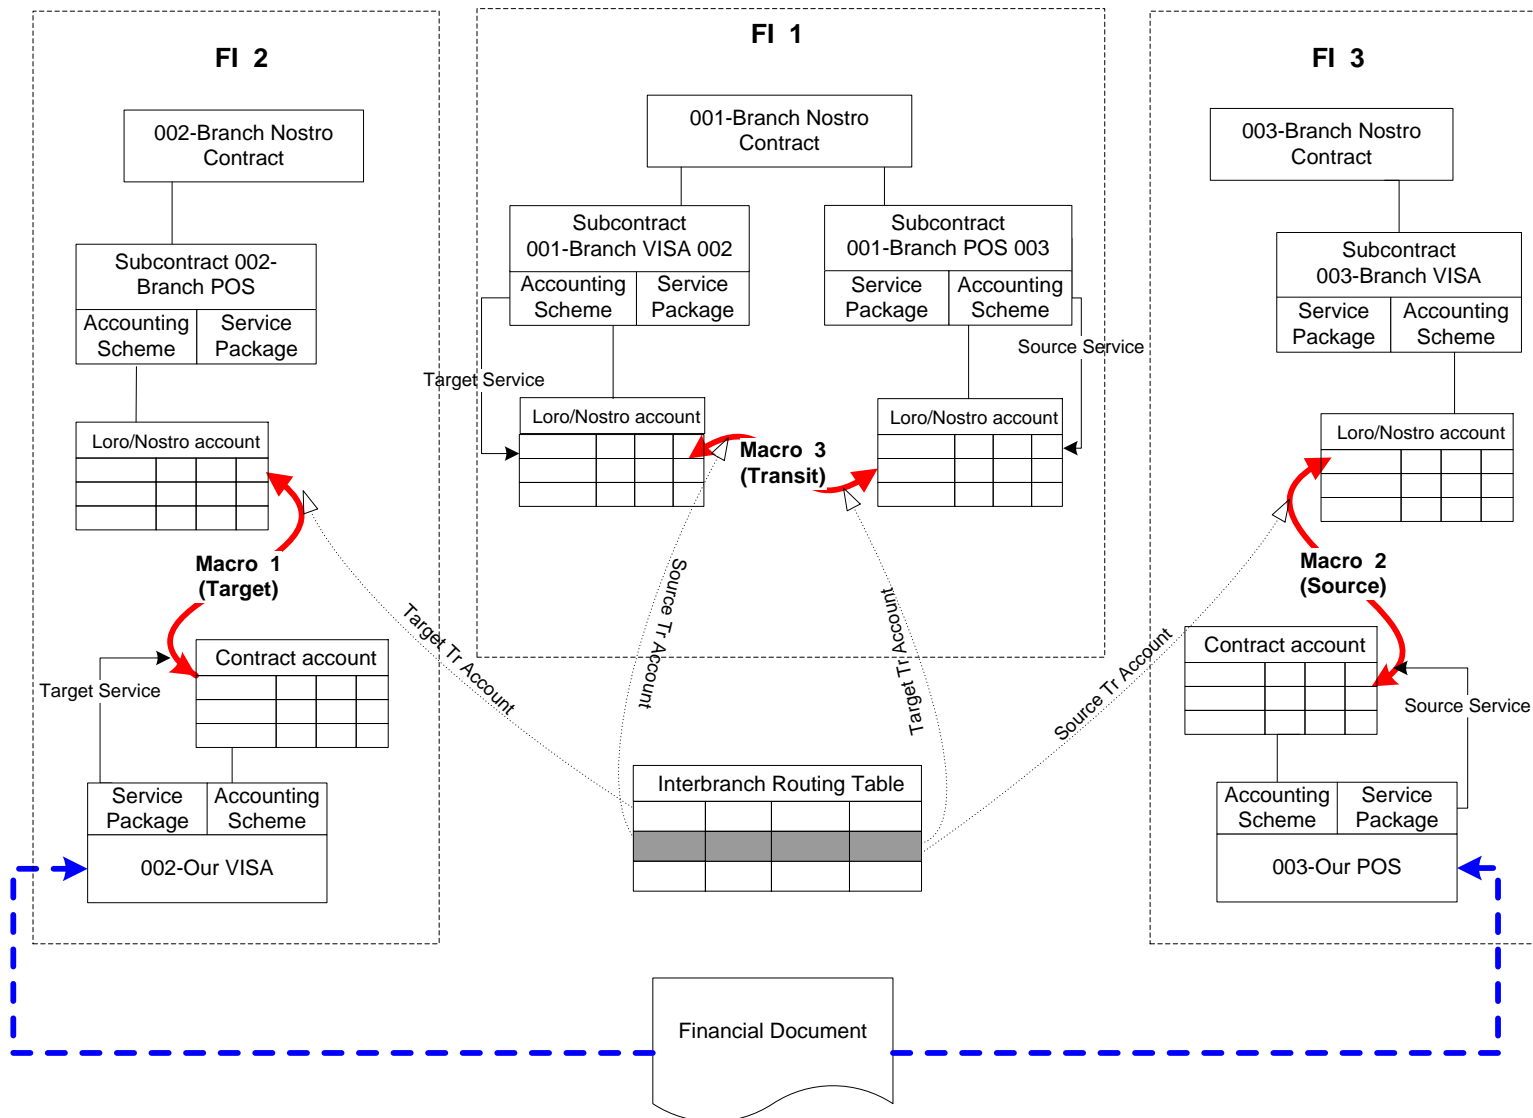 FI 2
002-Branch Nostro
Contract
Subcontract 002-
Branch POS
Accounting
Scheme
Service
Package
Loro/Nostro account
Macro 1
(Target)
Contract account
Target Service
Service
Package
Accounting
Scheme
002-Our VISA
Target Tr Account
FI 1
001-Branch Nostro
Contract
Subcontract
001-Branch VISA 002
Accounting
Scheme
Service
Package
Target Service
Loro/Nostro account
Subcontract
001-Branch POS 003
Service
Package
Accounting
Scheme
Source Service
Loro/Nostro account
Macro 3
(Transit)
Source Tr Account
Target Tr Account
Interbranch Routing Table
FI 3
003-Branch Nostro
Contract
Subcontract
003-Branch VISA
Service
Package
Accounting
Scheme
Loro/Nostro account
Macro 2
(Source)
Source Tr Account
Contract account
Source Service
Accounting
Scheme
Service
Package
003-Our POS
Financial Document